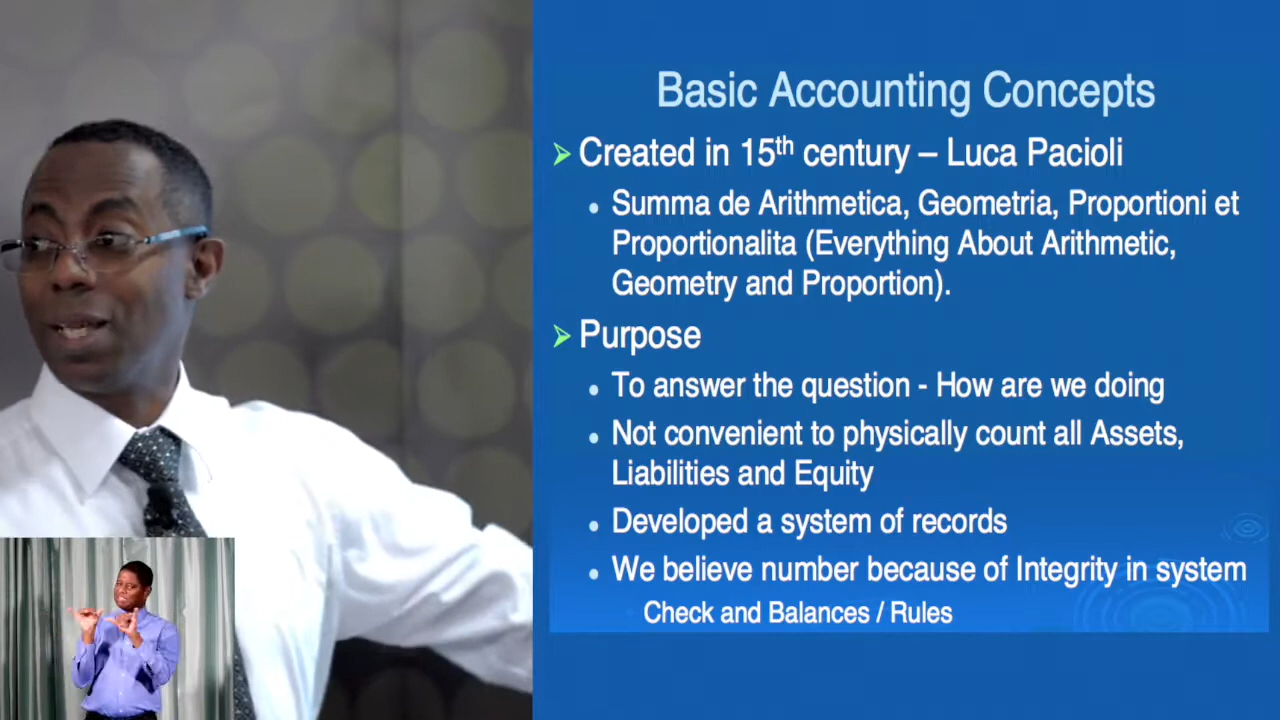 Basic Accounting Concepts
Created in 15th century – Luca Pacioli
Summa de Arithmetica, Geometria, Proportioni et
Proportionalita (Everything About Arithmetic,
Geometry and Proportion).
Purpose
To answer the question - How are we doing
Not convenient to physically count all Assets,
Liabilities and Equity
Developed a system of records
We believe number because of Integrity in system
Check and Balances / Rules